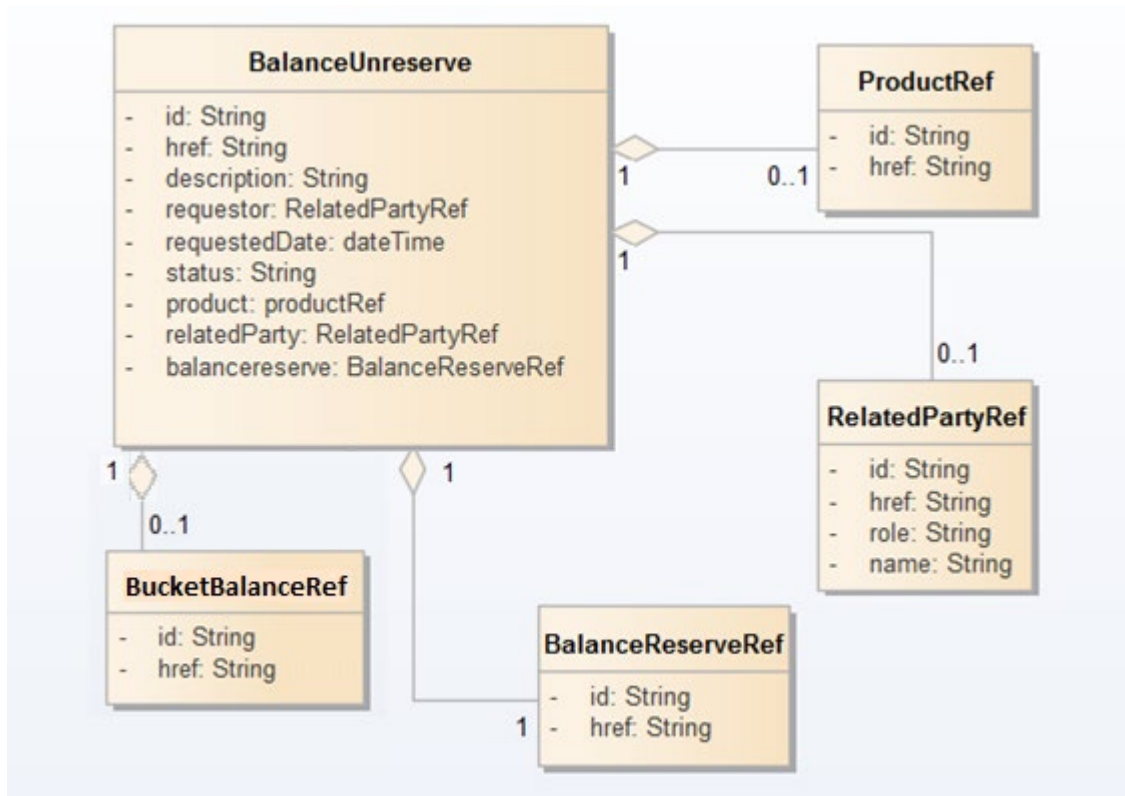 BalanceUnreserve
- id: String
- href: String
- description: String
- requestor: RelatedPartyRef
- requestedDate: dateTime
- status: String
- product: productRef
- relatedParty: RelatedPartyRef
- balancereserve: BalanceReserveRef
ProductRef
- id: String
- href: String
1
0..1
1
0..1
RelatedPartyRef
- id: String
- href: String
- role: String
- name: String
1
0..1
BucketBalanceRef
- id: String
- href: String
1
1
BalanceReserveRef
- id: String
- href: String